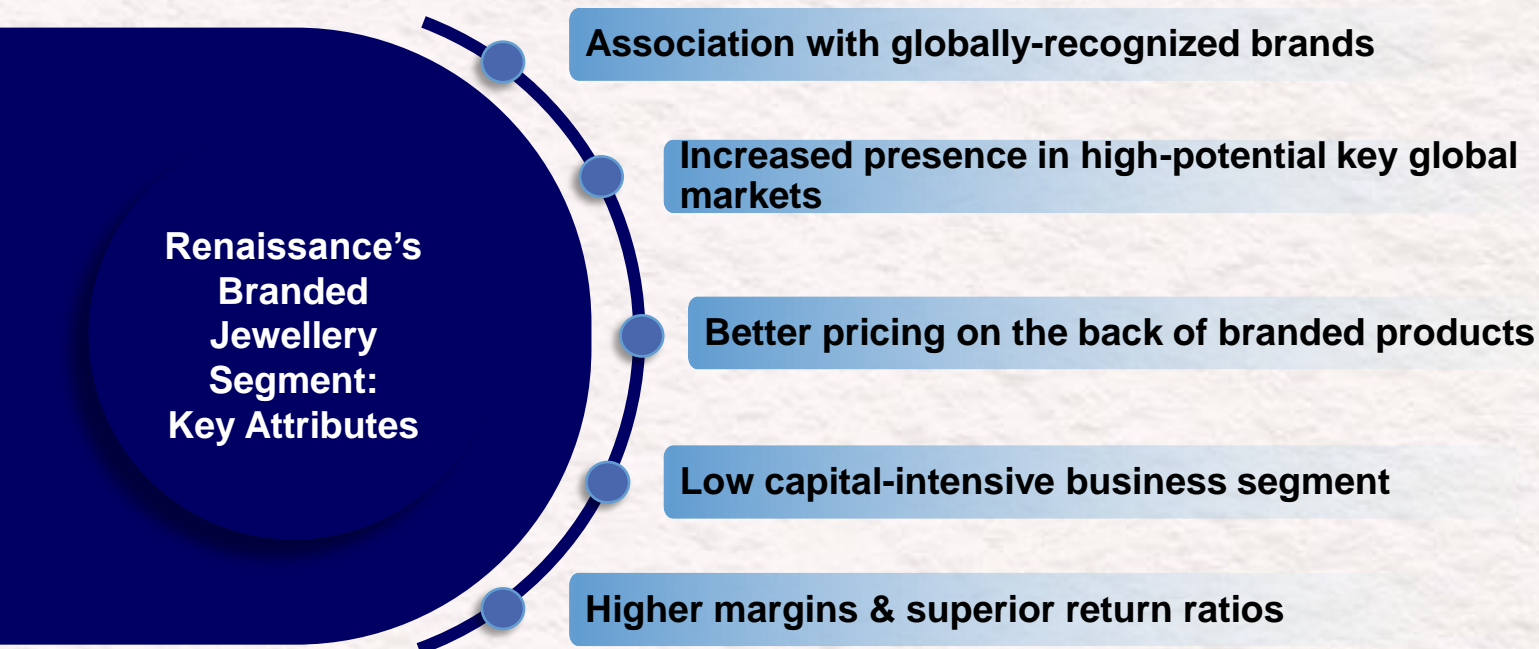 Renaissance’s
Branded
Jewellery
Segment:
Key Attributes
Association with globally-recognized brands
Increased presence in high-potential key global
markets
Better pricing on the back of branded products
Low capital-intensive business segment
Higher margins & superior return ratios